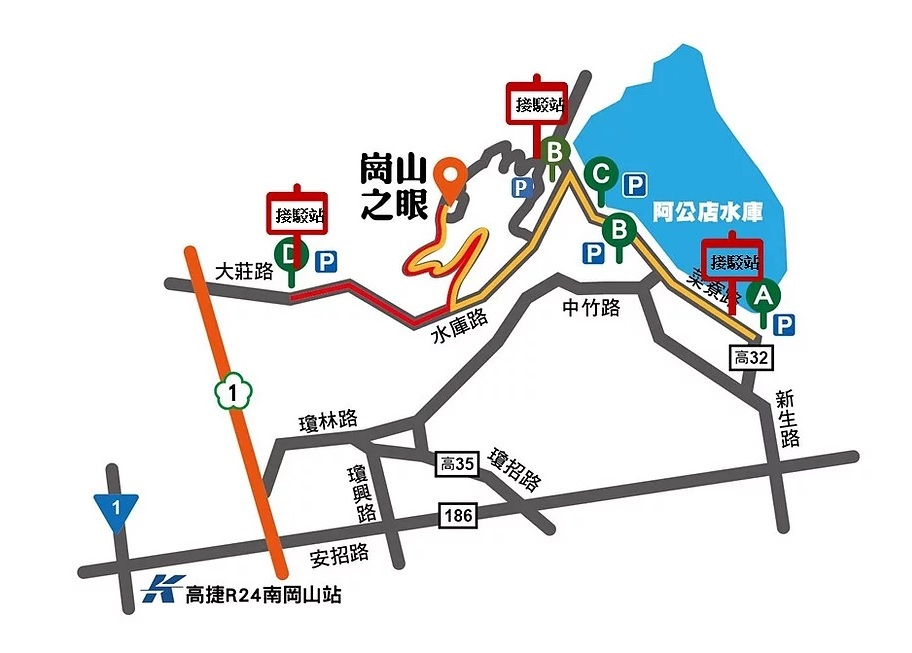 接駁站
B
崗山
之眼
P
C
P
阿公店水庫
接駁站
D
P
B
P
接駁站
菜寮路
A
P
大莊路
水庫路
中竹路
高32
1
瓊林路
新生路
高35
瓊招路
瓊興路
1
186
安招路
高捷R24南岡山站